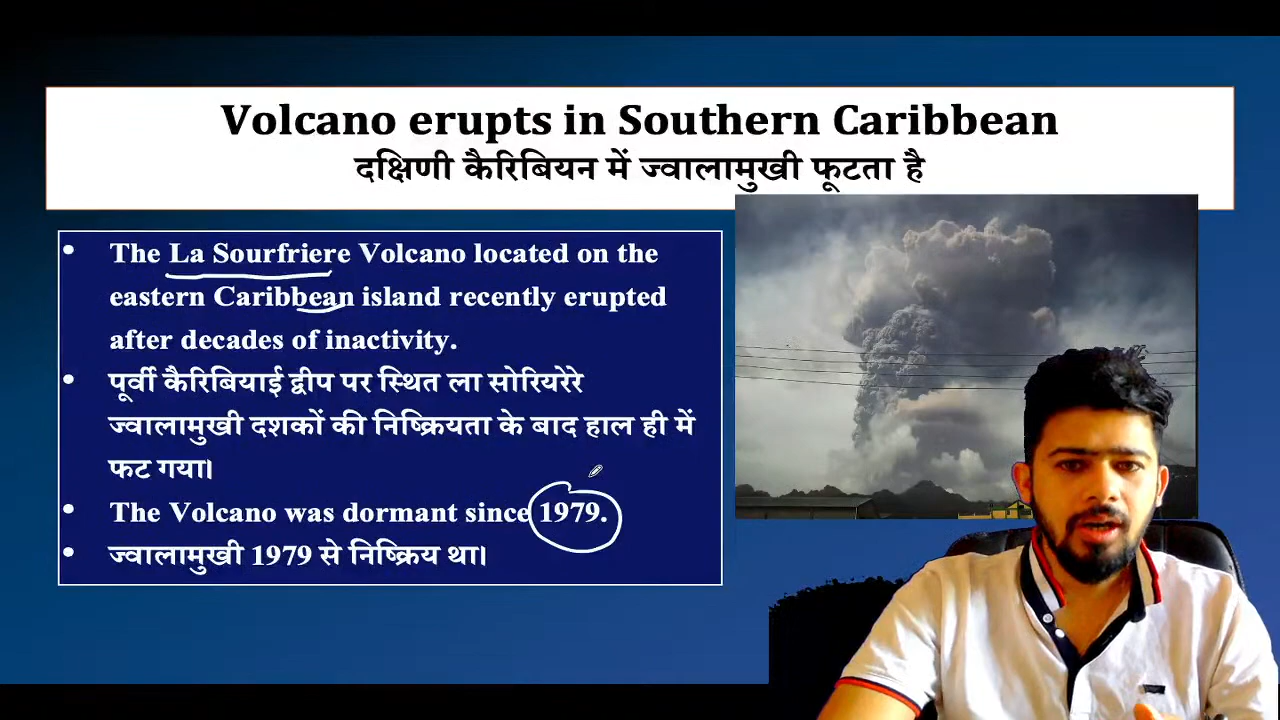 Volcano erupts in Southern Caribbean
दक्षिणी कैरिबियन में ज्वालामुखी फूटता है
• The La Sourfriere Volcano located on the
eastern Caribbean island recently erupted
after decades of inactivity.
• पूर्वी कैरिबियाई द्वीप पर स्थित ला सोरियरेरे
ज्वालामुखी दशकों की निष्क्रियता के बाद हाल ही में
फट गया।
• The Volcano was dormant since 1979.
• ज्वालामुखी 1979 से निष्क्रिय था।